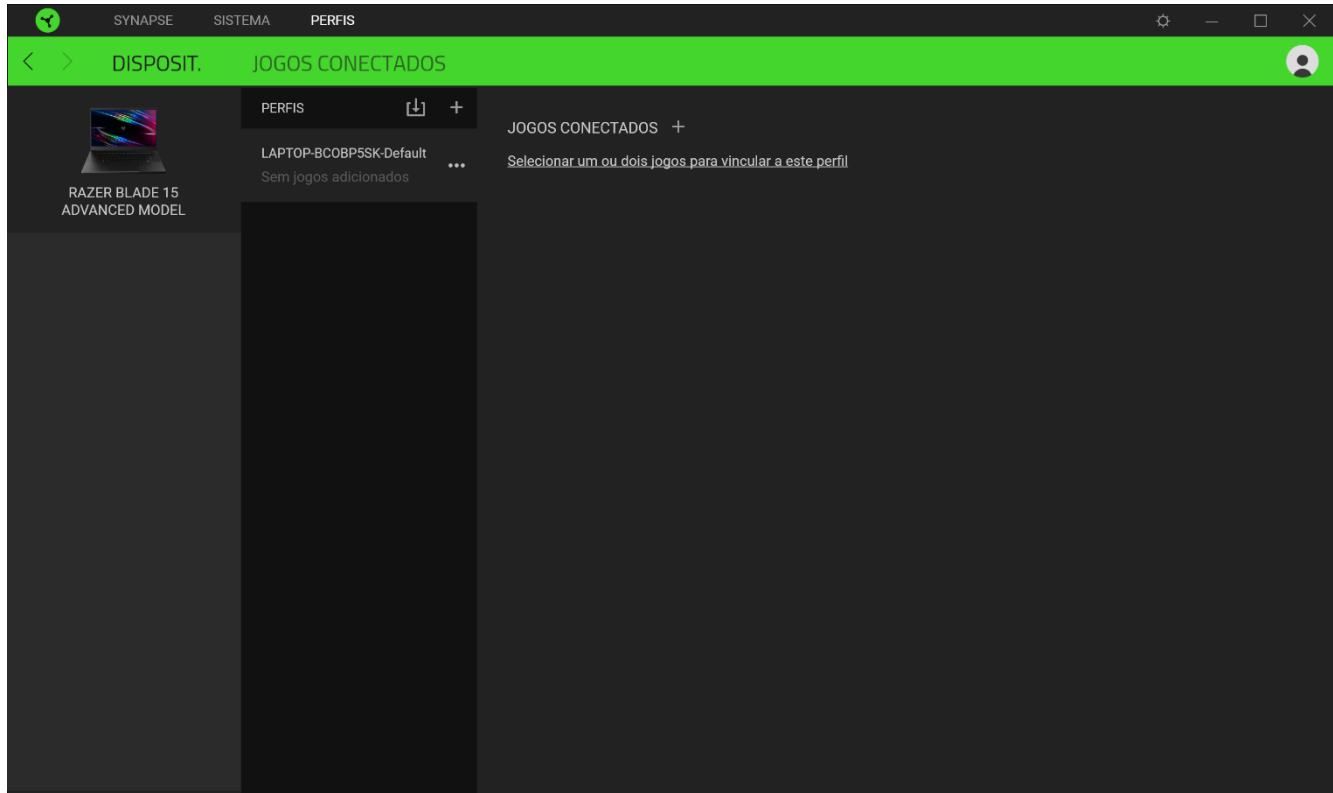 SYNAPSE SISTEMA PERFIS
DISPOSIT. JOGOS CONECTADOS
RAZER BLADE 15
ADVANCED MODEL
PERFIS
LAPTOP-BCOBP5SK-Default
Sem jogos adicionados
JOGOS CONECTADOS
Selecionar um ou dois jogos para vincular a este perfil